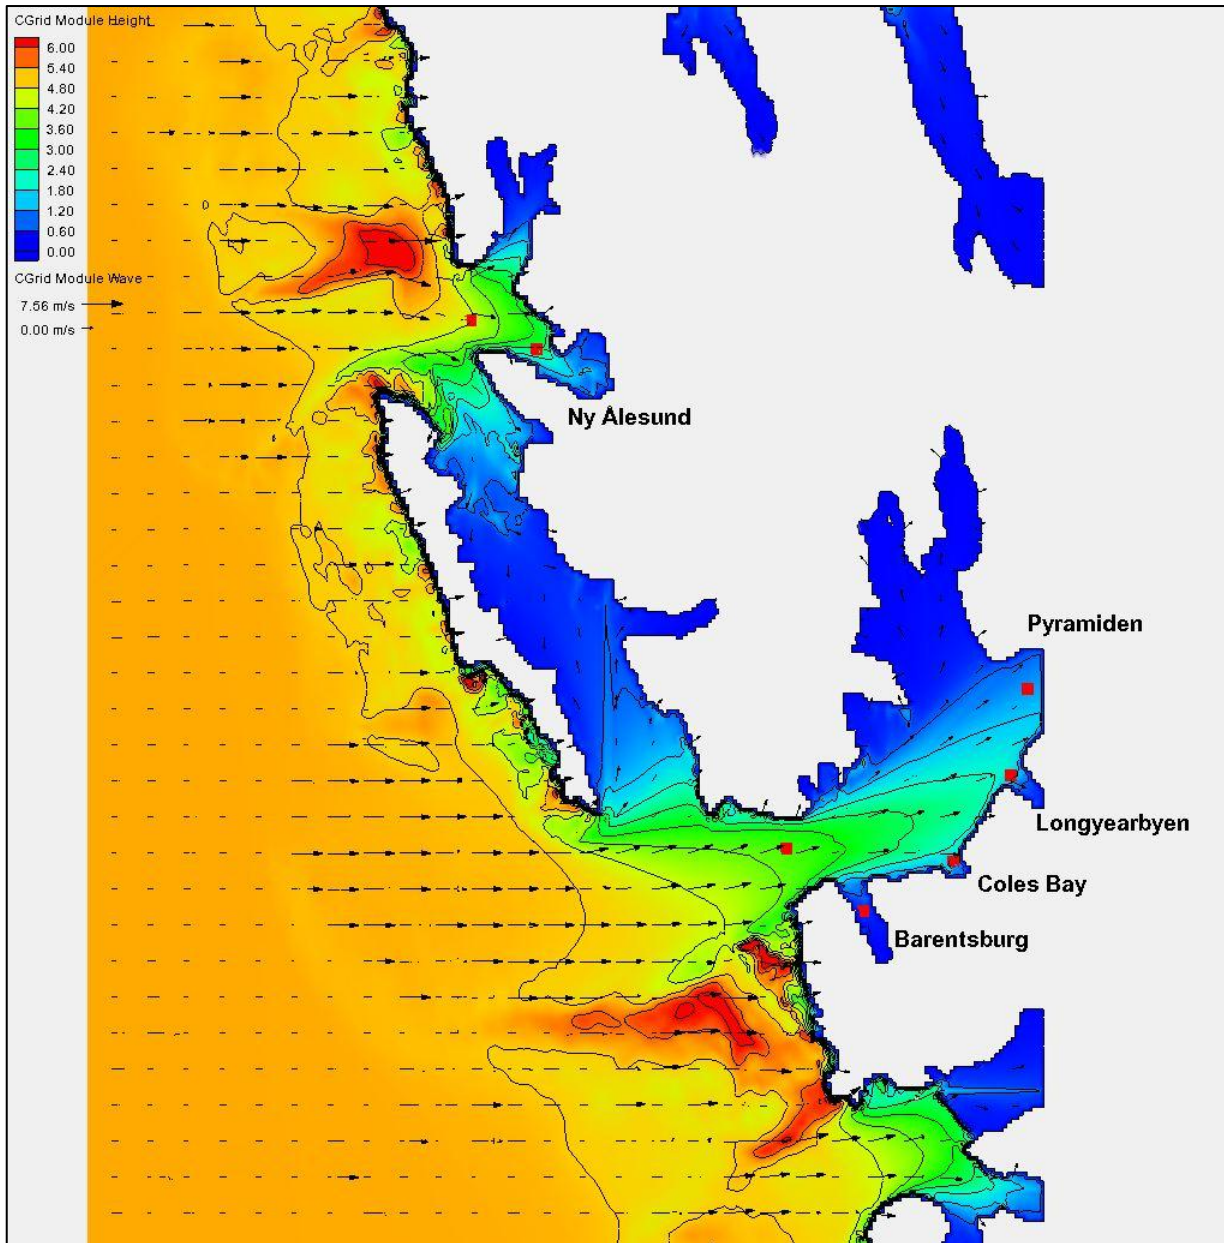 CGrid Module Height
6.00
5.40
4.80
4.20
3.60
3.00
2.40
1.80
1.20
0.60
0.00
CGrid Module Wave
7.56 m/s
0.00 m/s
Ny Ålesund
Pyramiden
Longyearbyen
Coles Bay
Barentsburg